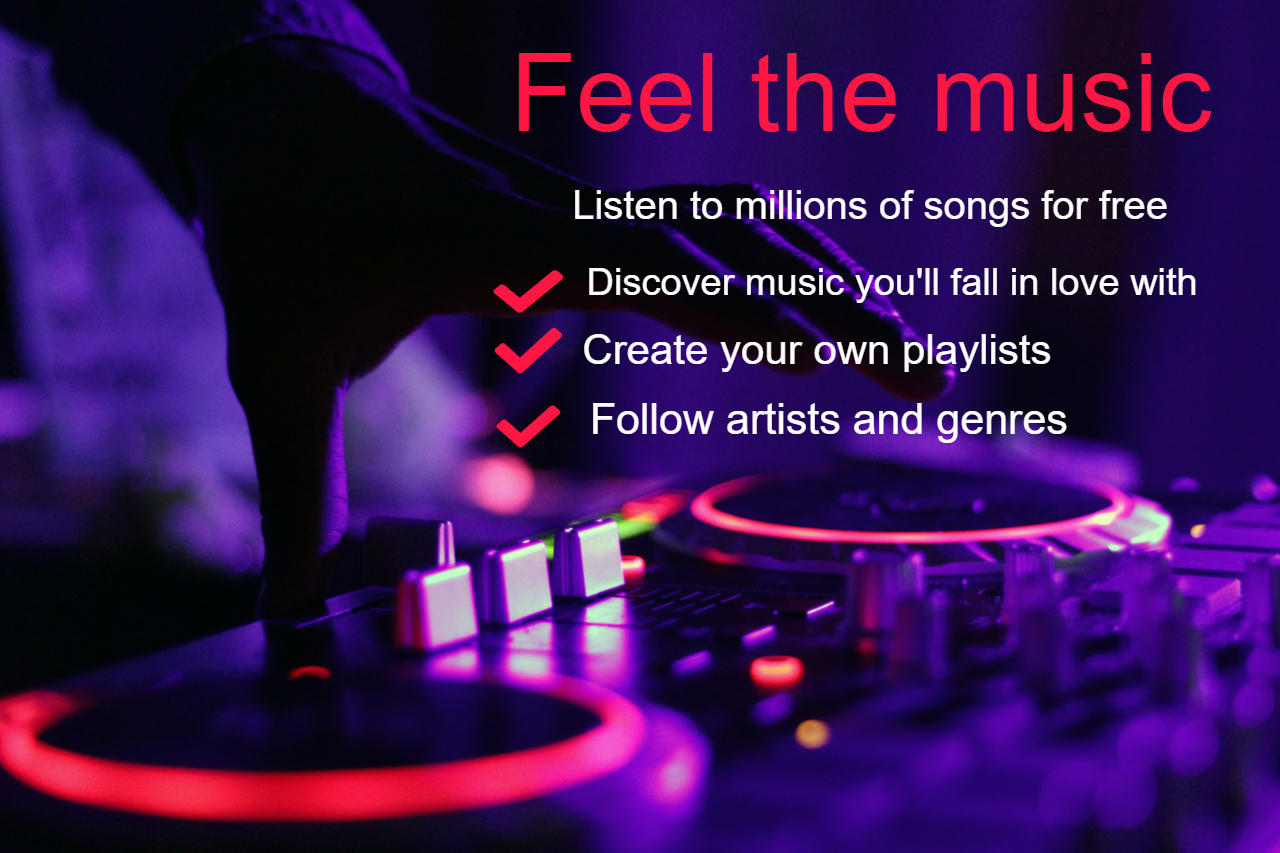 Feel the music
Listen to millions of songs for free
Discover music you'll fall in love with
Create your own playlists
Follow artists and genres